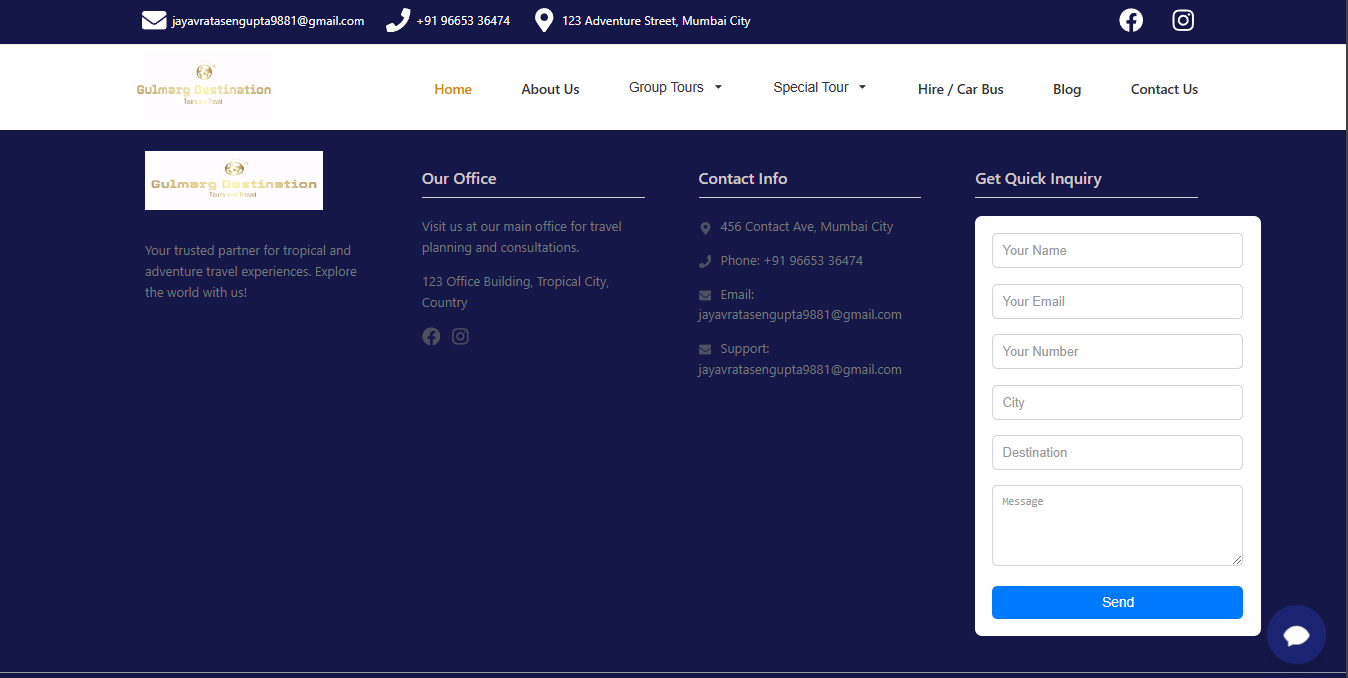 jayavratasengupta9881@gmail.com +91 96653 36474 123 Adventure Street, Mumbai City
Gulmarg Destination
Tours and Travel
Home About Us Group Tours Special Tour Hire / Car Bus Blog Contact Us
Gulmarg Destination
Tours and Travel
Your trusted partner for tropical and
adventure travel experiences. Explore
the world with us!
Our Office
Visit us at our main office for travel
planning and consultations.
123 Office Building, Tropical City,
Country
Contact Info
456 Contact Ave, Mumbai City
Phone: +91 96653 36474
Email:
jayavratasengupta9881@gmail.com
Support:
jayavratasengupta9881@gmail.com
Get Quick Inquiry
Your Name
Your Email
Your Number
City
Destination
Message
Send